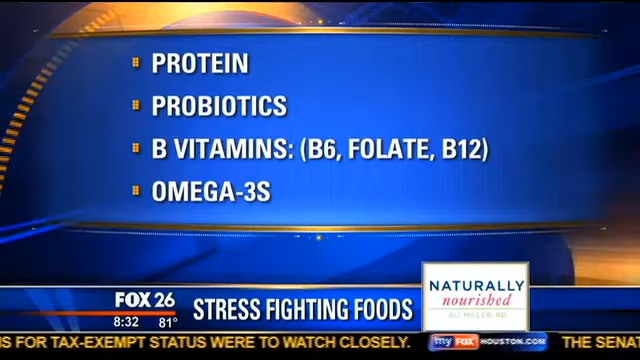 PROTEIN
PROBIOTICS
B VITAMINS: (B6, FOLATE, B12)
OMEGA-3S
FOX 26
8:32 81°
STRESS FIGHTING FOODS
NATURALLY
nourished
ALI MILLER, RD
S FOR TAX-EXEMPT STATUS WERE TO WATCH CLOSELY.
my FOX HOUSTON.COM
THE SENA